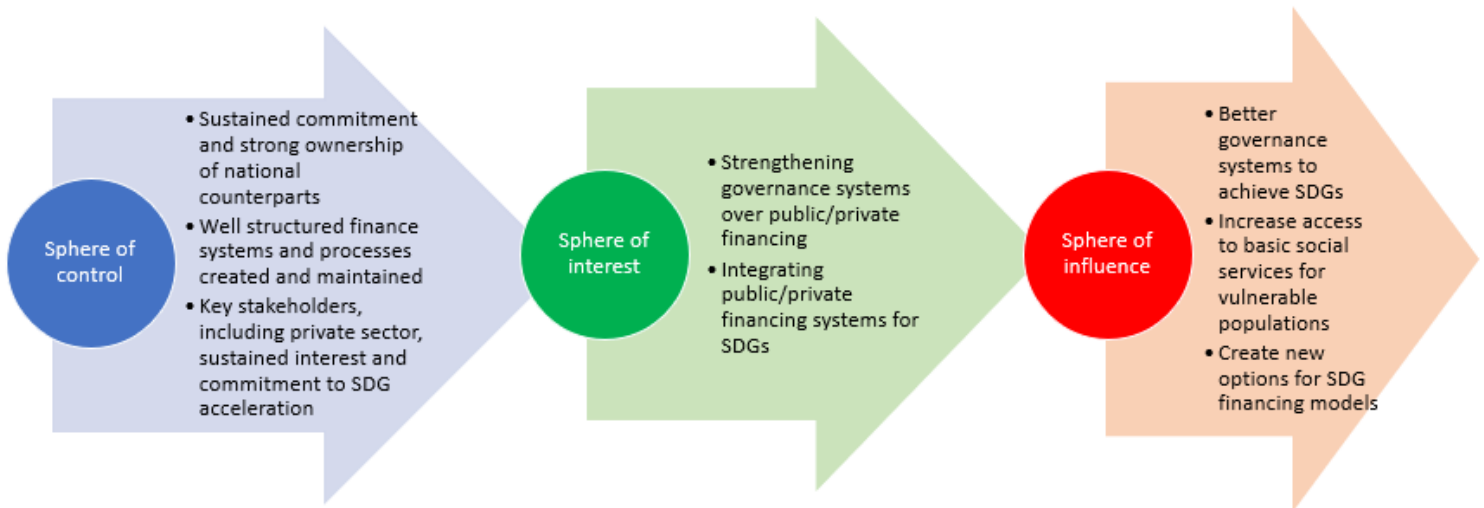 Sphere of
control
• Sustained commitment
and strong ownership
of national
counterparts
• Well structured finance
systems and processes
created and maintained
• Key stakeholders,
including private sector,
sustained interest and
commitment to SDG
acceleration
Sphere of
interest
• Strengthening
governance systems
over public/private
financing
• Integrating
public/private
financing systems for
SDGs
Sphere of
influence
• Better
governance
systems to
achieve SDGs
• Increase access
to basic social
services for
vulnerable
populations
• Create new
options for SDG
financing models